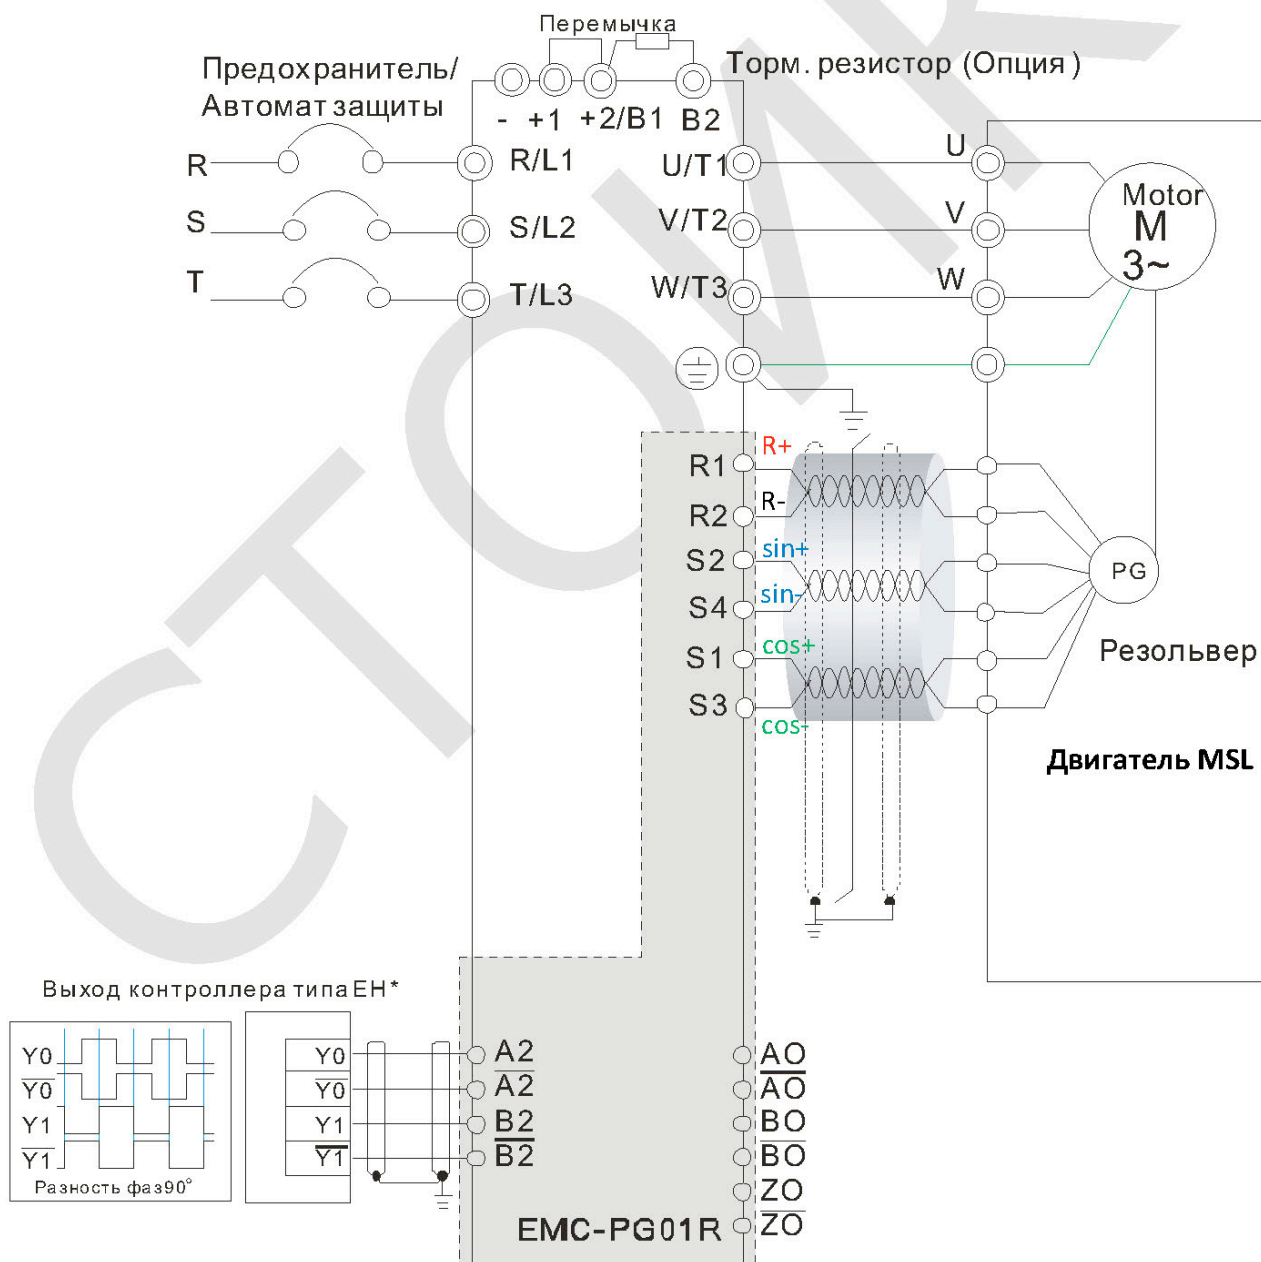 Перемычка
Предохранитель/
Автомат защиты
Торм. резистор (Опция)
- +1 +2/B1 B2
R R/L1 U/T1 U
S S/L2 V/T2 V
T T/L3 W/T3 W
Motor
M
3~
R1 R+
R2 R-
S2 sin+
S4 sin-
S1 cos+
S3 cos-
PG
Резольвер
Двигатель MSL
СТОИК
Выход контроллера типа EH*
Y0 Y0 A2 AO
Y0 Y0 A2 AO
Y1 Y1 B2 BO
Y1 Y1 B2 BO
Разность фаз90°
ZO
EMC-PG01R ZO